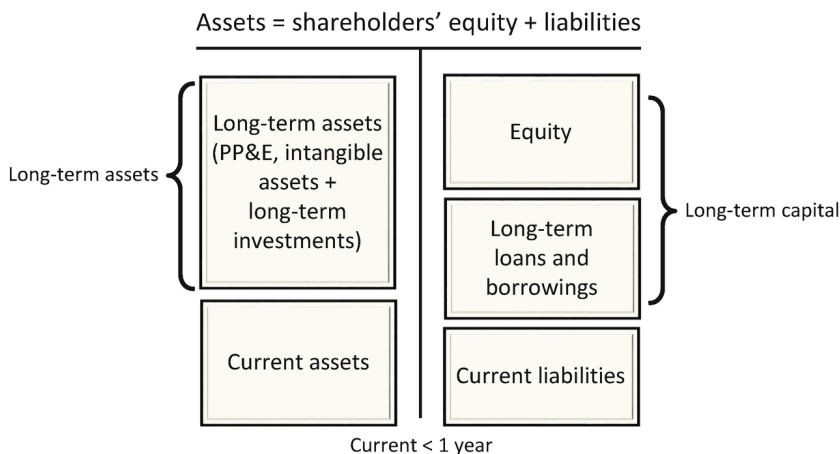 Assets = shareholders’ equity + liabilities
Long-term assets
Long-term assets
(PP&E, intangible
assets +
long-term
investments)
Current assets
Equity
Long-term
loans and
borrowings
Current liabilities
Long-term capital
Current < 1 year